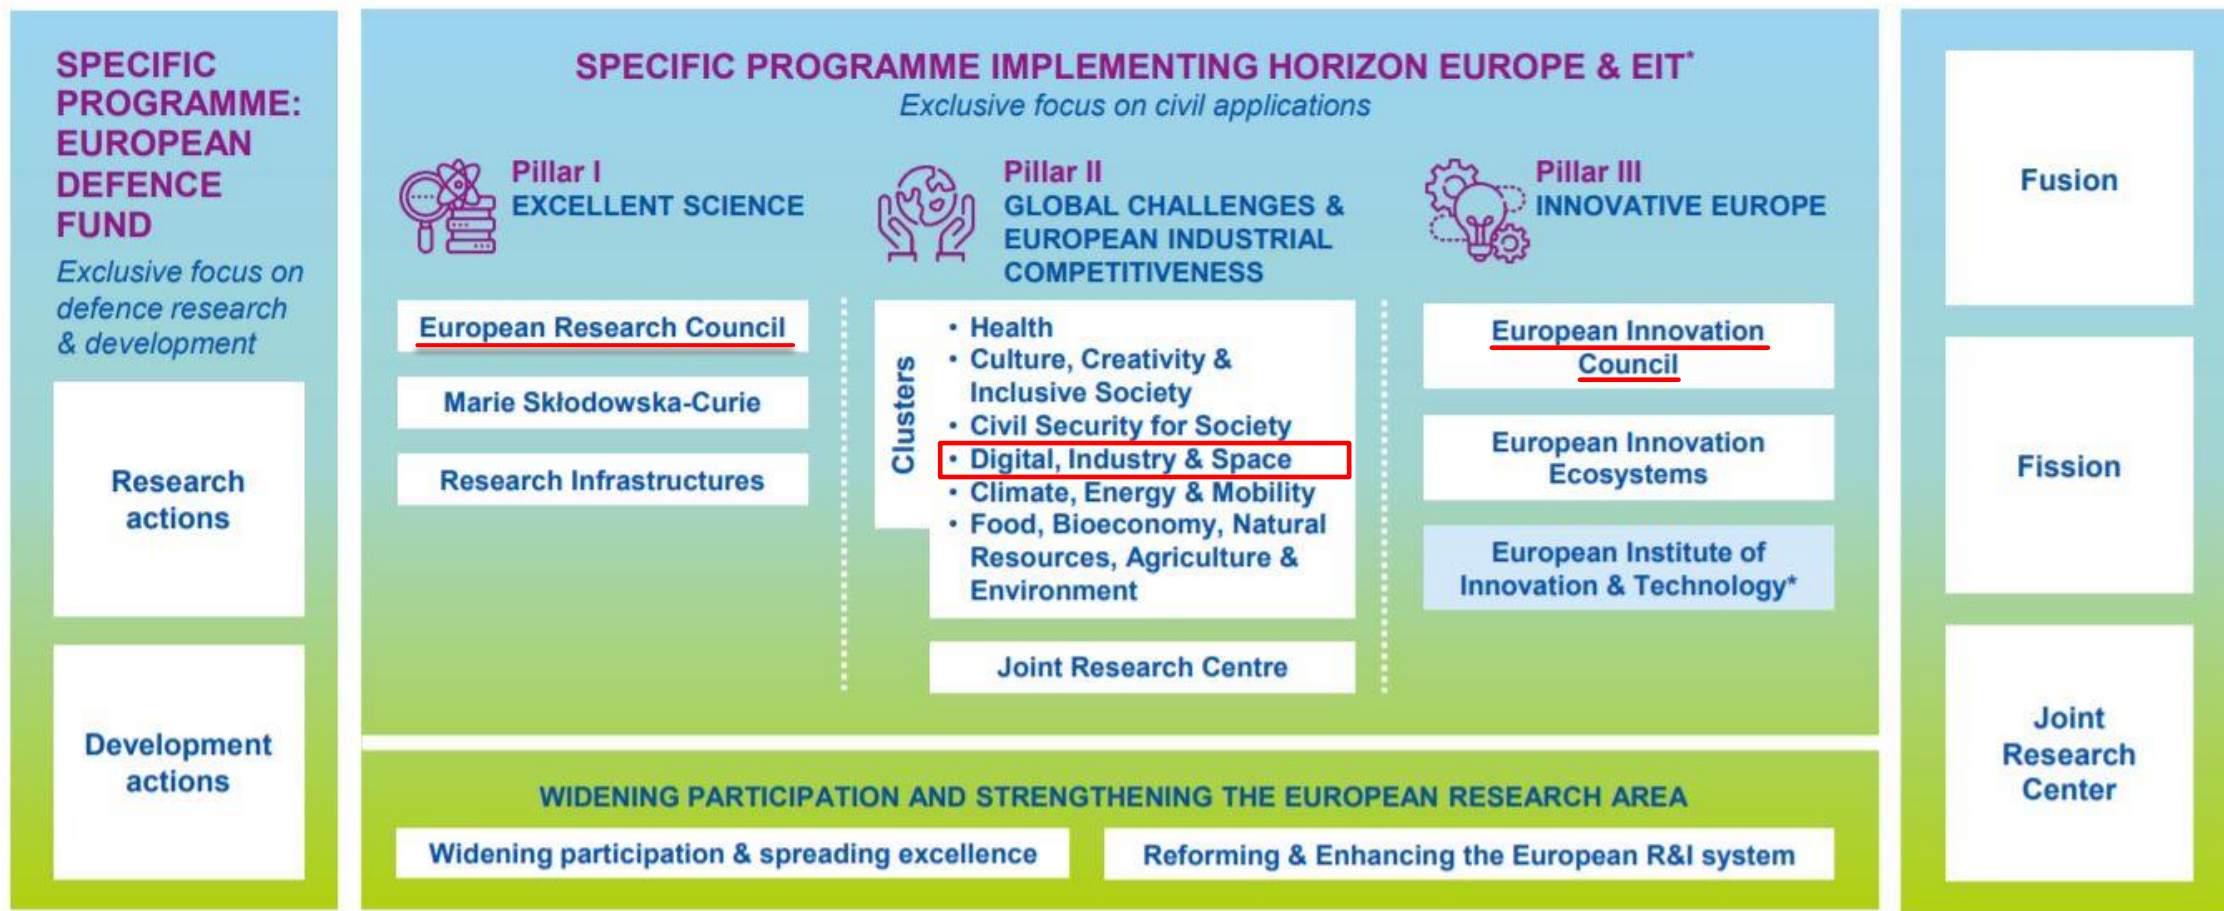 SPECIFIC
PROGRAMME:
EUROPEAN
DEFENCE
FUND
Exclusive focus on
defence research
& development
Research
actions
Development
actions
SPECIFIC PROGRAMME IMPLEMENTING HORIZON EUROPE & EIT*
Exclusive focus on civil applications
Pillar I
EXCELLENT SCIENCE
European Research Council
Marie Skłodowska-Curie
Research Infrastructures
Pillar II
GLOBAL CHALLENGES &
EUROPEAN INDUSTRIAL
COMPETITIVENESS
Clusters
• Health
• Culture, Creativity &
Inclusive Society
• Civil Security for Society
• Digital, Industry & Space
• Climate, Energy & Mobility
• Food, Bioeconomy, Natural
Resources, Agriculture &
Environment
Joint Research Centre
Pillar III
INNOVATIVE EUROPE
European Innovation
Council
European Innovation
Ecosystems
European Institute of
Innovation & Technology*
WIDENING PARTICIPATION AND STRENGTHENING THE EUROPEAN RESEARCH AREA
Widening participation & spreading excellence
Reforming & Enhancing the European R&I system
Fusion
Fission
Joint
Research
Center